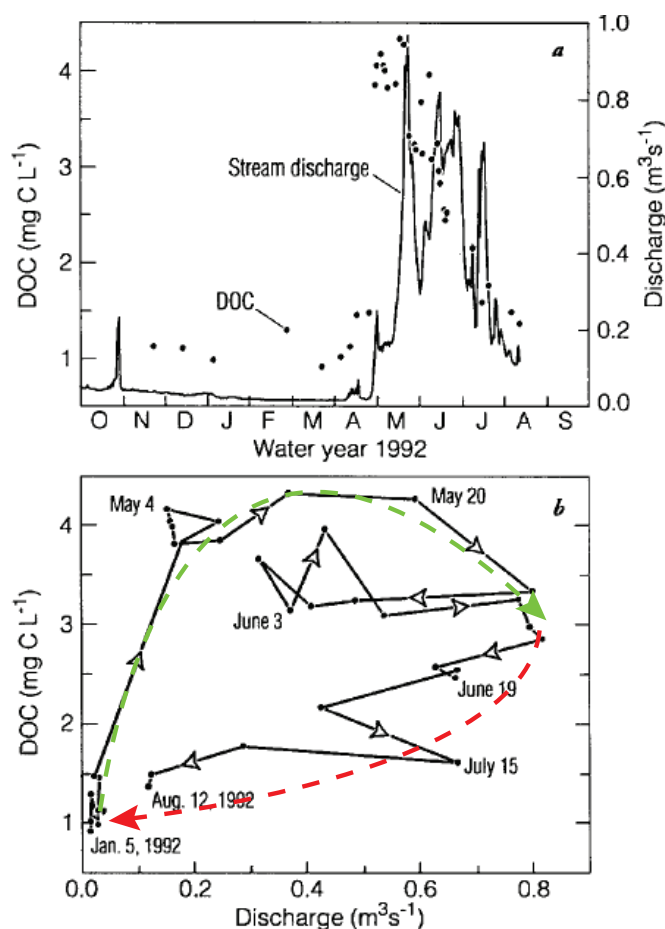 a
DOC (mg C L⁻¹)
4
3
2
1
1.0
0.8
0.6
0.4
0.2
0.0
Discharge (m³s⁻¹)
Stream discharge
DOC
O N D J F M A M J J A S
Water year 1992
b
DOC (mg C L⁻¹)
4
3
2
1
May 4
May 20
June 3
June 19
July 15
Aug. 12, 1992
Jan. 5, 1992
0.0 0.2 0.4 0.6 0.8
Discharge (m³s⁻¹)